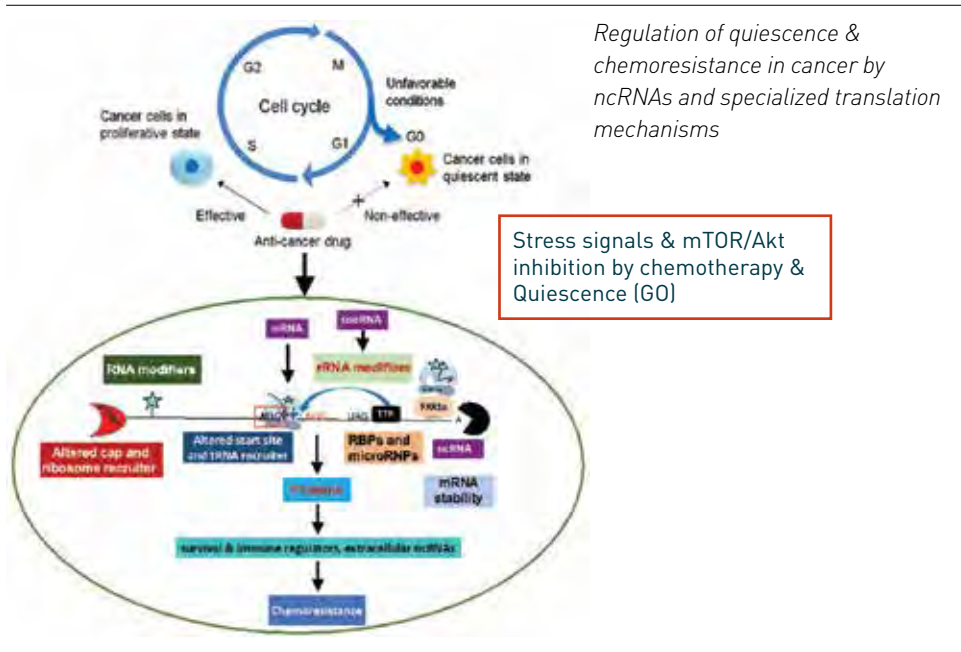 Regulation of quiescence &
chemoresistance in cancer by
ncRNAs and specialized translation
mechanisms
G2
M
Cell cycle
S
G1
Unfavorable
conditions
G0
Cancer cells in
proliferative state
Cancer cells in
quiescent state
Effective
Non-effective
Anti-cancer drug
Stress signals & mTOR/Akt
inhibition by chemotherapy &
Quiescence (GO)
RNA modifiers
rRNA modifiers
UAG
A
Altered cap and
ribosome recruiter
Altered start site
and tRNA recruiter
RBPs and
microRNPs
ncRNA
mRNA
stability
survival & immune regulators, extracellular ncRNAs
Chemoresistance